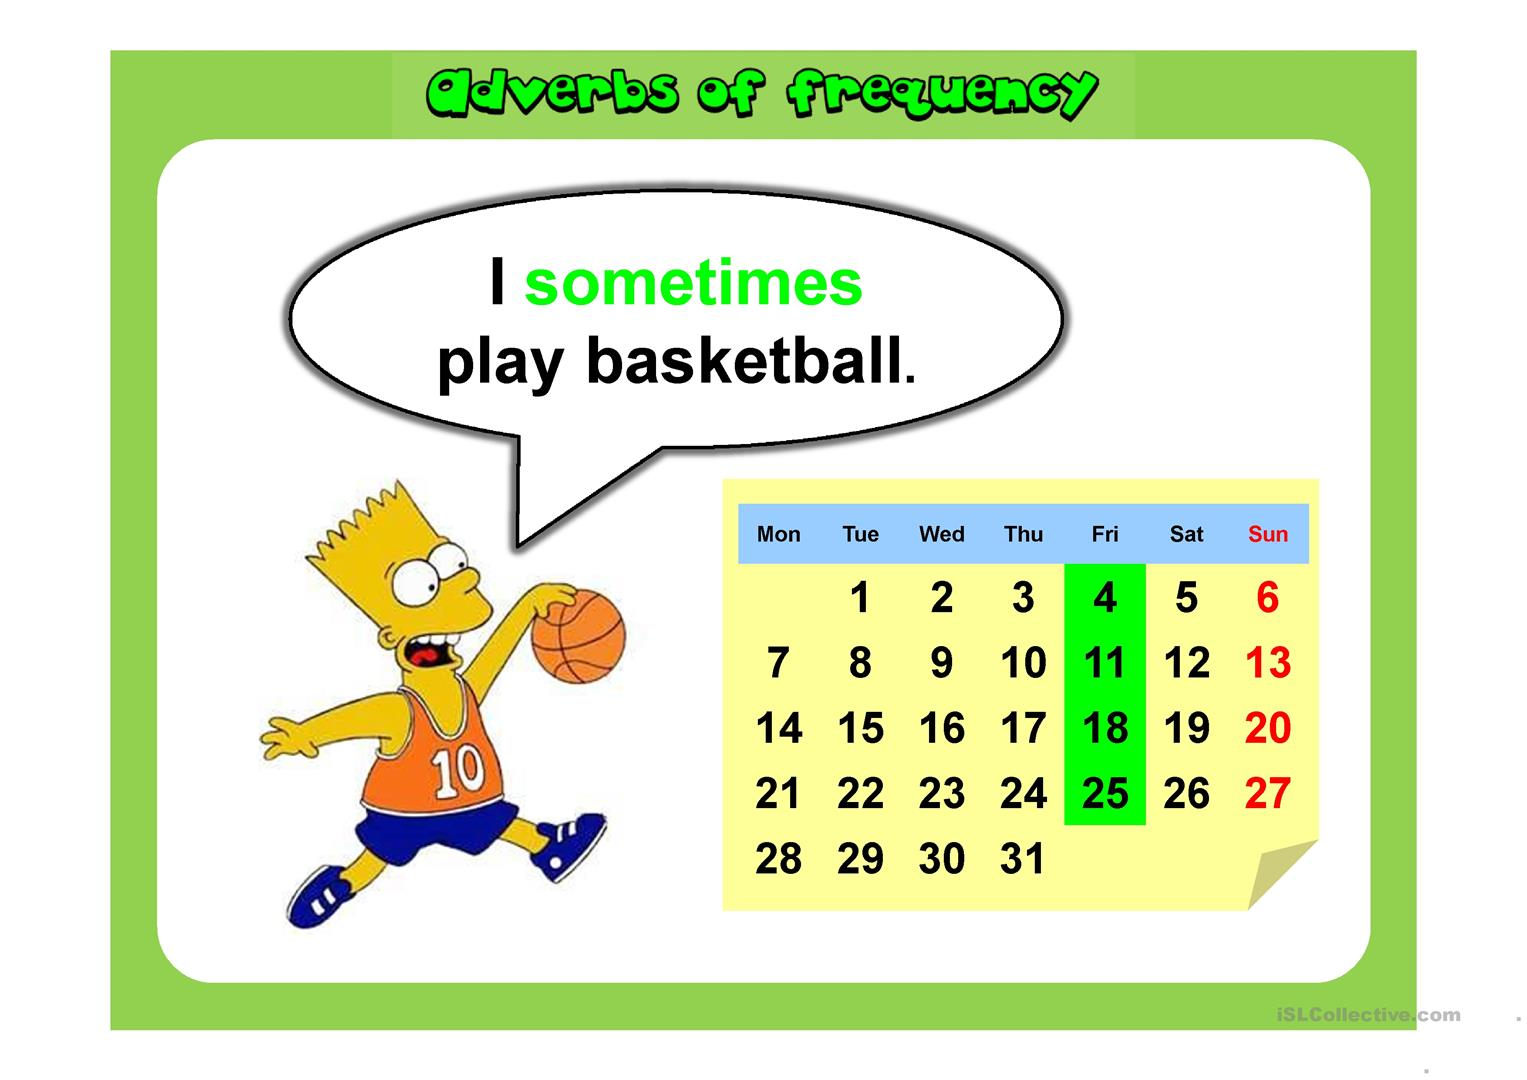 adverbs of frequency
I sometimes
play basketball.
Mon Tue Wed Thu Fri Sat Sun
1 2 3 4 5 6
7 8 9 10 11 12 13
14 15 16 17 18 19 20
21 22 23 24 25 26 27
28 29 30 31
10
iSLCollective.com